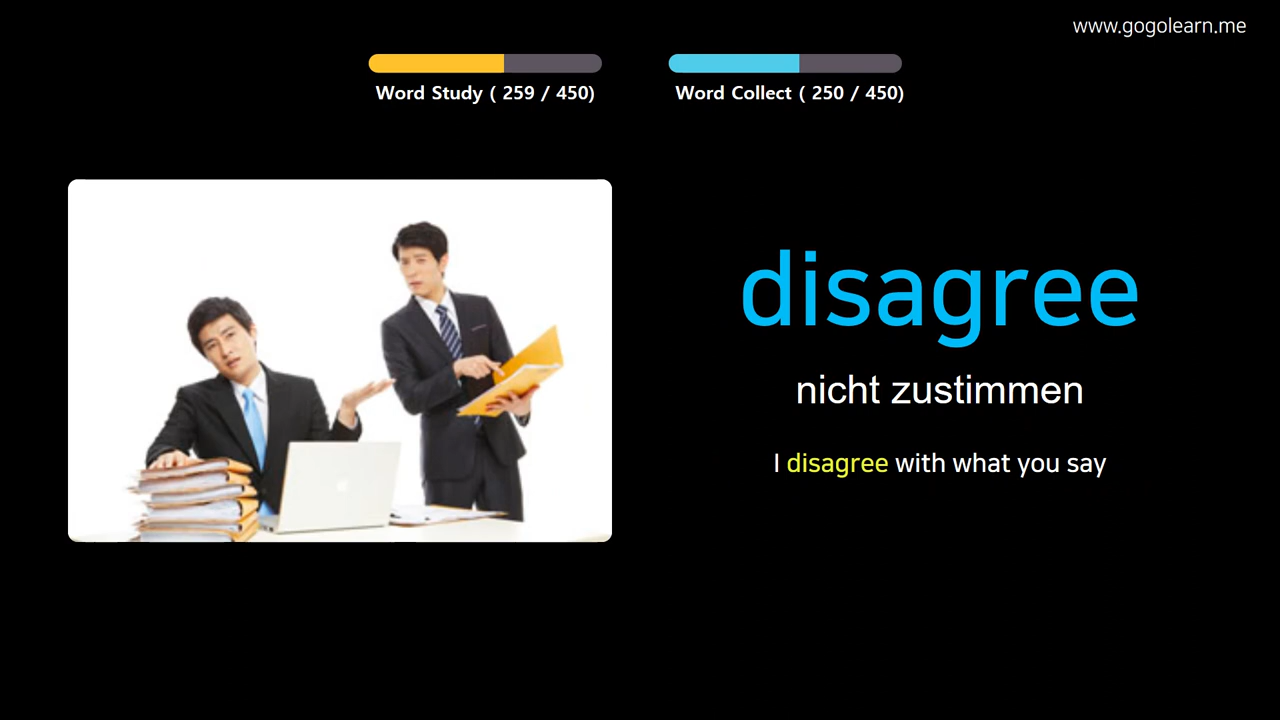 www.gogolearn.me
Word Study ( 259 / 450)
Word Collect ( 250 / 450)
disagree
nicht zustimmen
I disagree with what you say